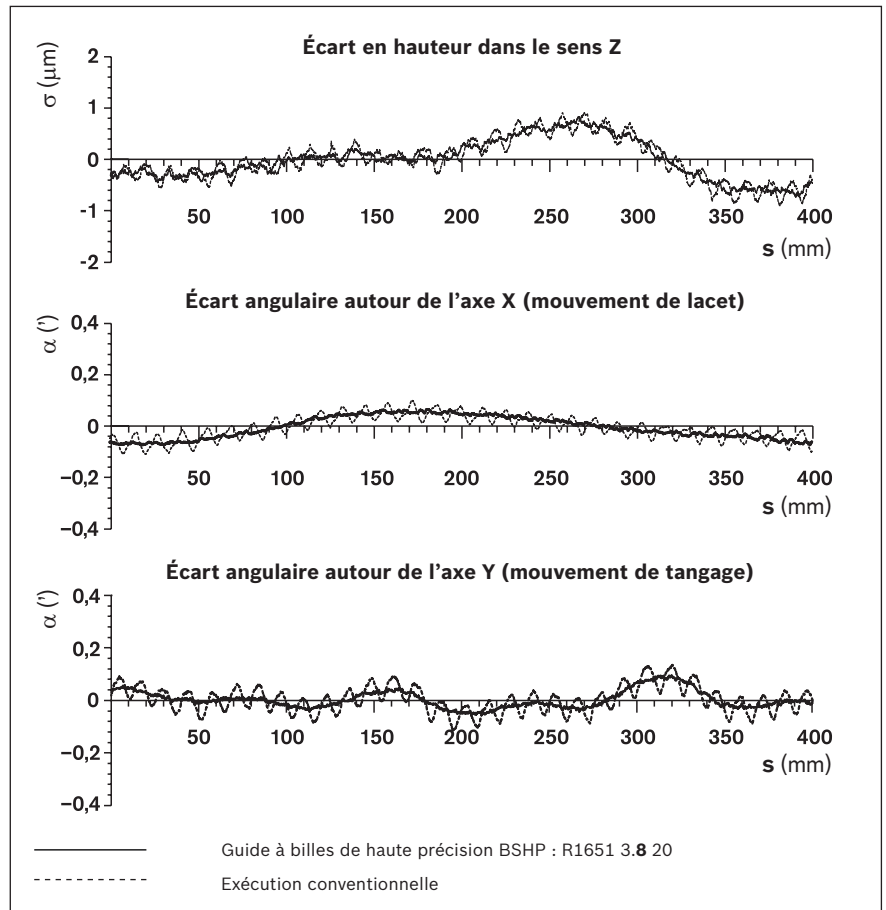 Écart en hauteur dans le sens Z
σ (μm)
2
1
0
-1
-2
50 100 150 200 250 300 350 400
s (mm)
Écart angulaire autour de l’axe X (mouvement de lacet)
α (')
0,4
0,2
0
−0,2
−0,4
50 100 150 200 250 300 350 400
s (mm)
Écart angulaire autour de l’axe Y (mouvement de tangage)
α (')
0,4
0,2
0
−0,2
−0,4
50 100 150 200 250 300 350 400
s (mm)
Guide à billes de haute précision BSHP : R1651 3.8 20
Exécution conventionnelle